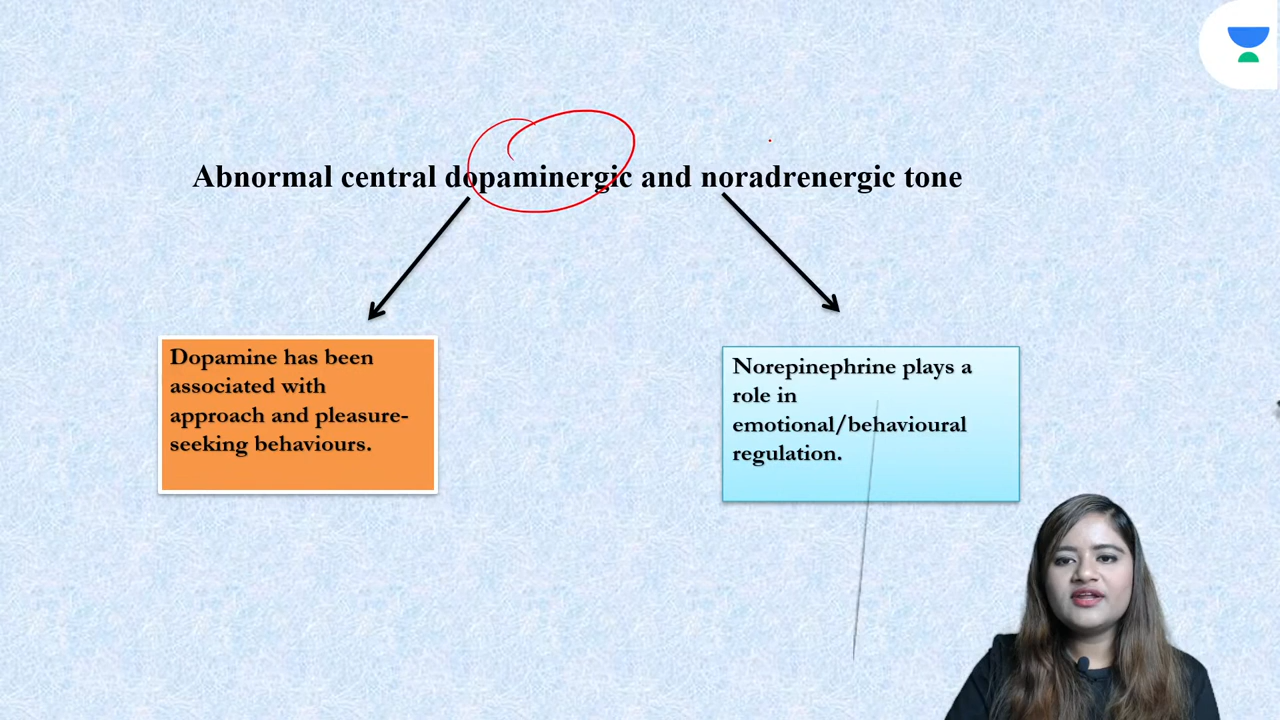 Abnormal central dopaminergic and noradrenergic tone
Dopamine has been
associated with
approach and pleasure-
seeking behaviours.
Norepinephrine plays a
role in
emotional/behavioural
regulation.